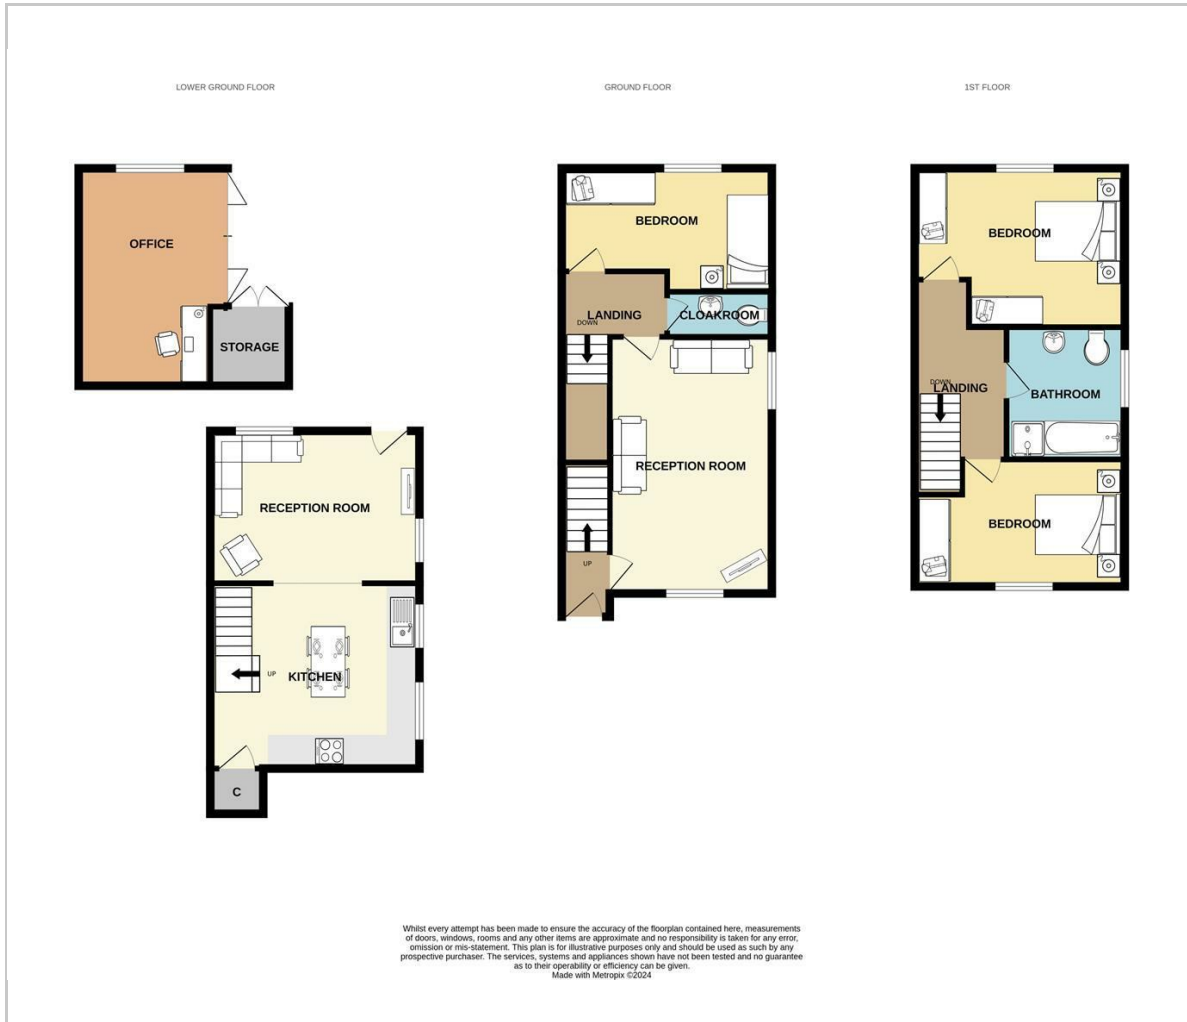 LOWER GROUND FLOOR
GROUND FLOOR
1ST FLOOR
OFFICE
STORAGE
RECEPTION ROOM
UP
KITCHEN
C
BEDROOM
LANDING
DOWN
CLOAKROOM
RECEPTION ROOM
UP
BEDROOM
DOWN
LANDING
BATHROOM
BEDROOM
Whilst every attempt has been made to ensure the accuracy of the floorplan contained here, measurements
of doors, windows, rooms and any other items are approximate and no responsibility is taken for any error,
omission or mis-statement. This plan is for illustrative purposes only and should be used as such by any
prospective purchaser. The services, systems and appliances shown have not been tested and no guarantee
as to their operability or efficiency can be given.
Made with Metropix ©2024